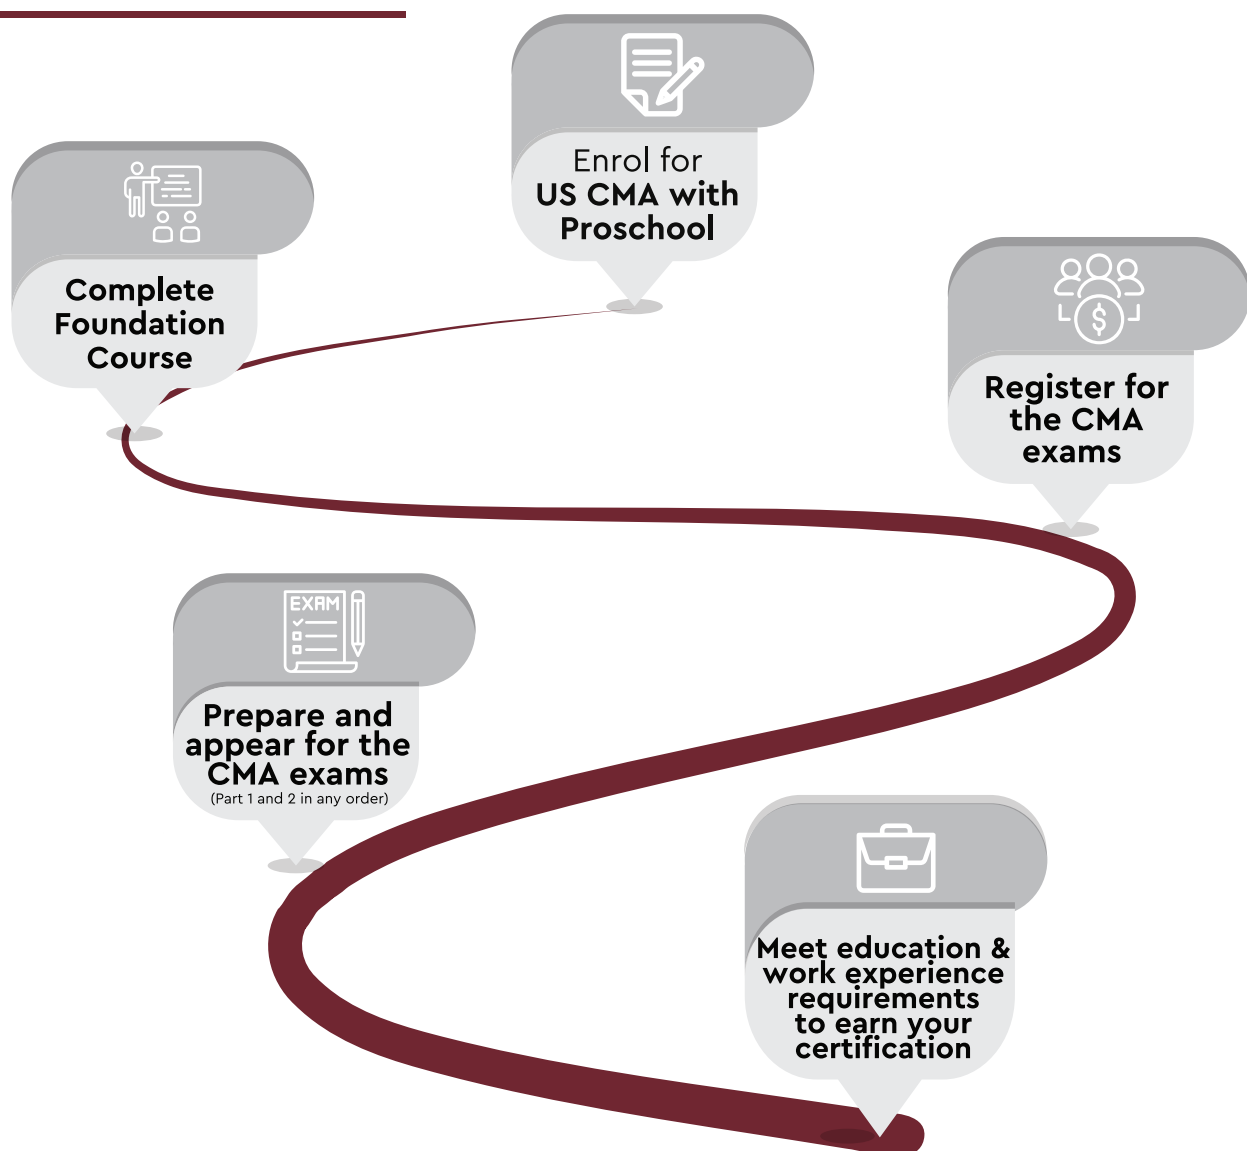 Enrol for
US CMA with
Proschool
Complete
Foundation
Course
Register for
the CMA
exams
EXAM
Prepare and
appear for the
CMA exams
(Part 1 and 2 in any order)
Meet education &
work experience
requirements
to earn your
certification